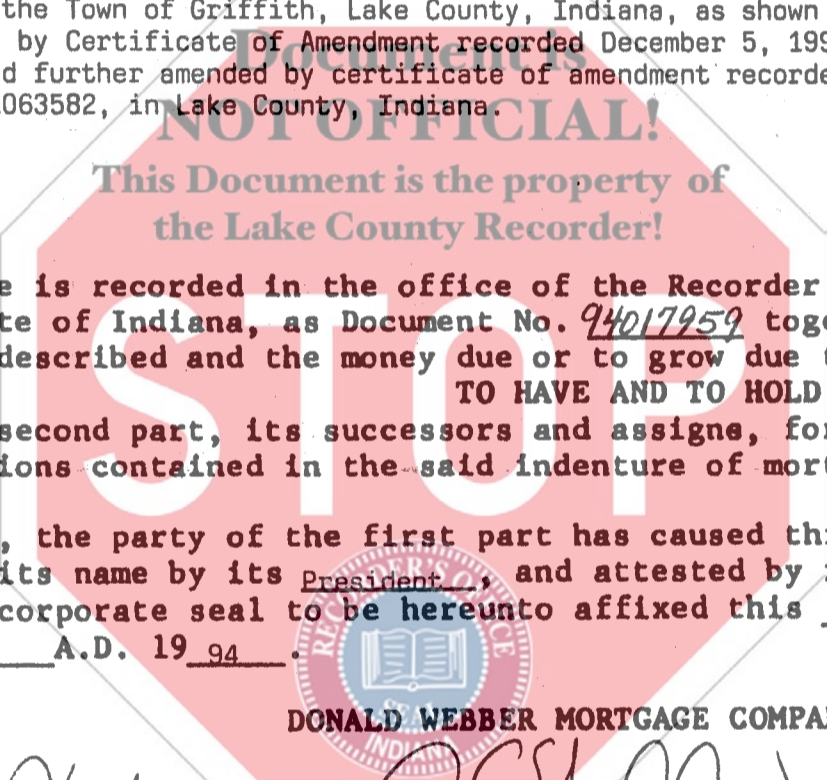 the Town of Griffith, Lake County, Indiana, as shown
by Certificate of Amendment recorded December 5, 199
d further amended by certificate of amendment recorde
063582, in Lake County, Indiana.
Document is
NOT OFFICIAL!
This Document is the property of
the Lake County Recorder!
e is recorded in the office of the Recorder
te of Indiana, as Document No. 94017959 toge
described and the money due or to grow due t
TO HAVE AND TO HOLD
second part, its successors and assigns, for
ions contained in the said indenture of mort
STOP
, the party of the first part has caused thi
its name by its President, and attested by
corporate seal to be hereunto affixed this
A.D. 19 94.
RECORDER'S OFFICE
SEAL
INDIANA
DONALD WEBBER MORTGAGE COMPA